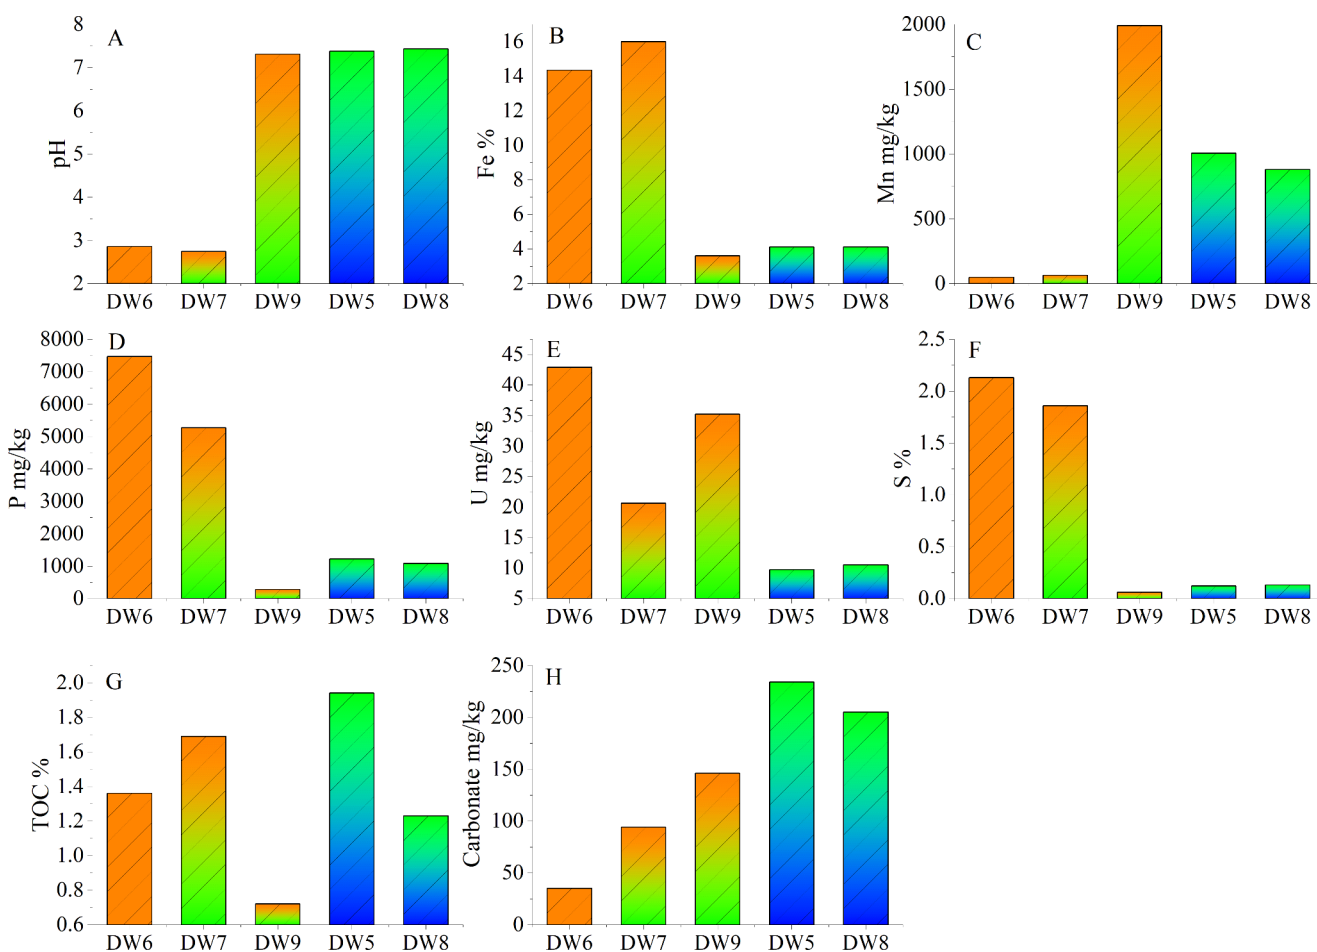 A
pH
8
7
6
5
4
3
2
DW6 DW7 DW9 DW5 DW8
B
Fe %
16
14
12
10
8
6
4
2
DW6 DW7 DW9 DW5 DW8
C
Mn mg/kg
2000
1500
1000
500
0
DW6 DW7 DW9 DW5 DW8
D
P mg/kg
8000
7000
6000
5000
4000
3000
2000
1000
0
DW6 DW7 DW9 DW5 DW8
E
U mg/kg
45
40
35
30
25
20
15
10
5
DW6 DW7 DW9 DW5 DW8
F
S %
2.5
2.0
1.5
1.0
0.5
0.0
DW6 DW7 DW9 DW5 DW8
G
TOC %
2.0
1.8
1.6
1.4
1.2
1.0
0.8
0.6
DW6 DW7 DW9 DW5 DW8
H
Carbonate mg/kg
250
200
150
100
50
0
DW6 DW7 DW9 DW5 DW8